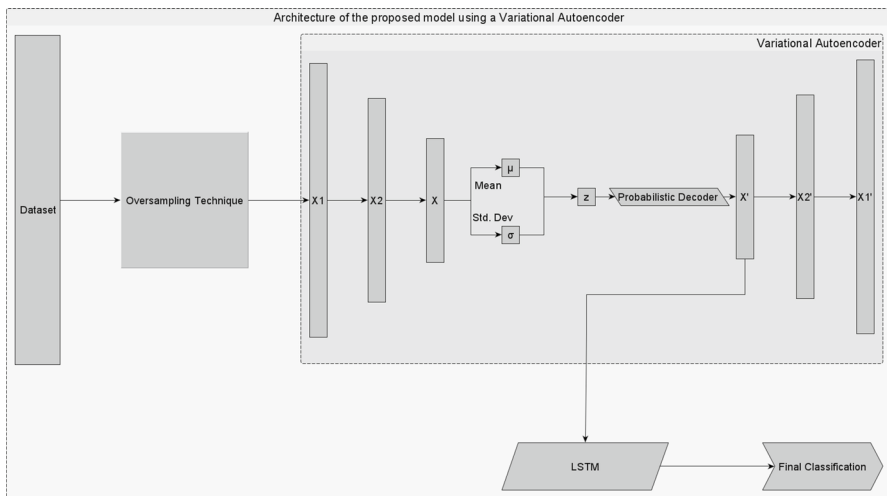 Architecture of the proposed model using a Variational Autoencoder
Variational Autoencoder
Dataset
Oversampling Technique
X1
X2
X
μ
Mean
Std. Dev
σ
z
Probabilistic Decoder
X'
X2'
X1'
LSTM
Final Classification